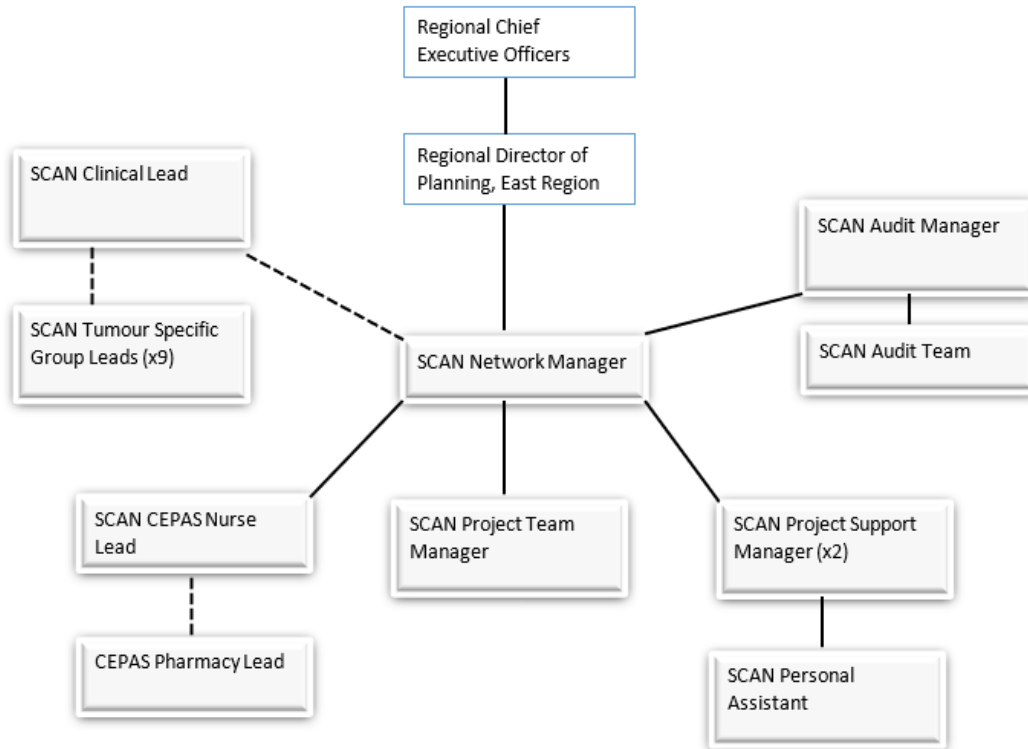 Regional Chief
Executive Officers
Regional Director of
Planning, East Region
SCAN Clinical Lead
SCAN Audit Manager
SCAN Tumour Specific
Group Leads (x9)
SCAN Network Manager
SCAN Audit Team
SCAN CEPAS Nurse
Lead
SCAN Project Team
Manager
SCAN Project Support
Manager (x2)
CEPAS Pharmacy Lead
SCAN Personal
Assistant